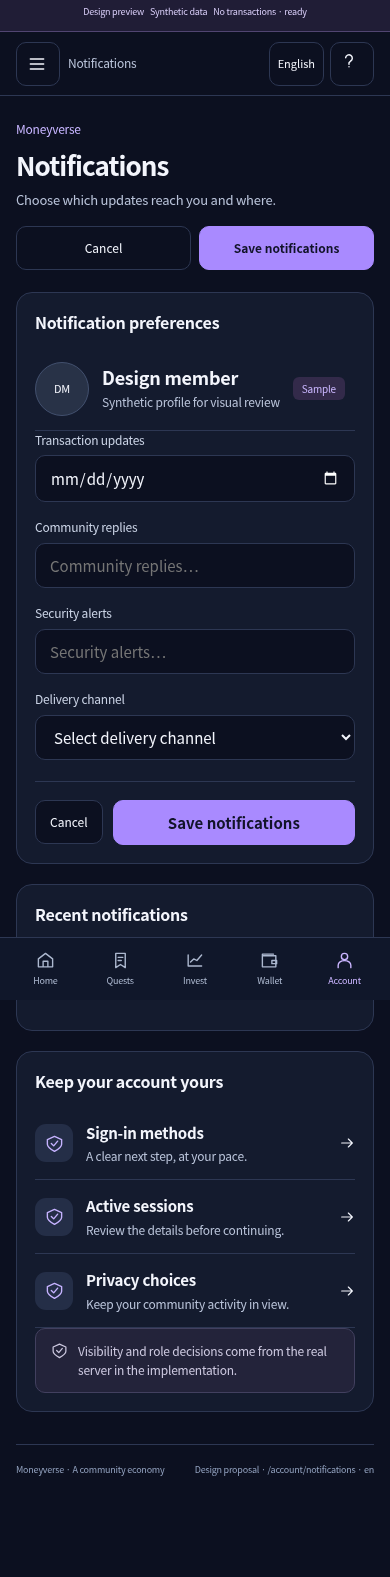 Design preview Synthetic data No transactions · ready
Notifications
English
?
Moneyverse
Notifications
Choose which updates reach you and where.
Cancel
Save notifications
Notification preferences
DM
Design member
Synthetic profile for visual review
Sample
Transaction updates
mm/dd/yyyy
Community replies
Community replies…
Security alerts
Security alerts…
Delivery channel
Select delivery channel
Cancel
Save notifications
Recent notifications
Home
Quests
Invest
Wallet
Account
Keep your account yours
Sign-in methods
A clear next step, at your pace.
Active sessions
Review the details before continuing.
Privacy choices
Keep your community activity in view.
Visibility and role decisions come from the real
server in the implementation.
Moneyverse · A community economy
Design proposal · /account/notifications · en